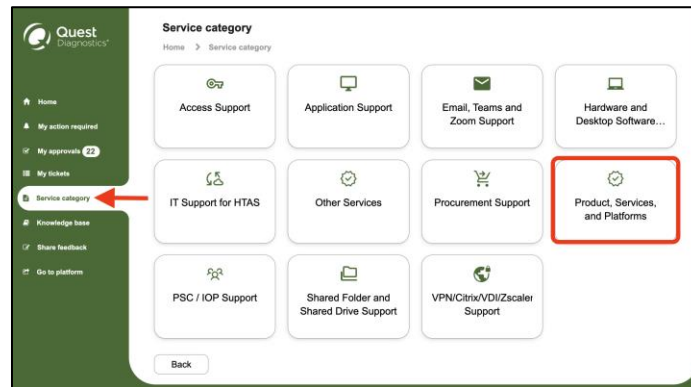 Quest
Diagnostics®
Home
My action required
My approvals 22
My tickets
Service category
Knowledge base
Share feedback
Go to platform
Service category
Home > Service category
Access Support
Application Support
Email, Teams and
Zoom Support
Hardware and
Desktop Software...
IT Support for HTAS
Other Services
Procurement Support
Product, Services,
and Platforms
PSC / IOP Support
Shared Folder and
Shared Drive Support
VPN/Citrix/VDI/Zscaler
Support
Back